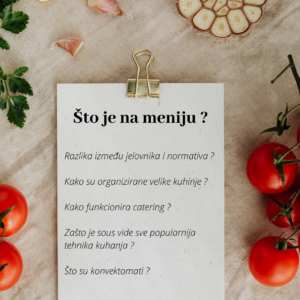 Što je na meniju ?
Razlika između jelovnika i normativa ?
Kako su organizirane velike kuhinje ?
Kako funkcionira catering ?
Zašto je sous vide sve popularnija
tehnika kuhanja ?
Što su konvektomati ?